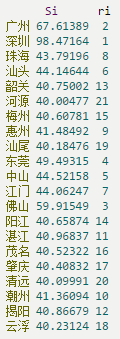 Si ri
广州 67.61389 2
深圳 98.47164 1
珠海 43.79196 8
汕头 44.14644 6
韶关 40.75002 13
河源 40.00477 21
梅州 40.60781 15
惠州 41.48492 9
汕尾 40.18476 19
东莞 49.49315 4
中山 44.52158 5
江门 44.06247 7
佛山 59.91549 3
阳江 40.65874 14
湛江 40.96837 11
茂名 40.52322 16
肇庆 40.40832 17
清远 40.09991 20
潮州 41.36094 10
揭阳 40.86679 12
云浮 40.23124 18